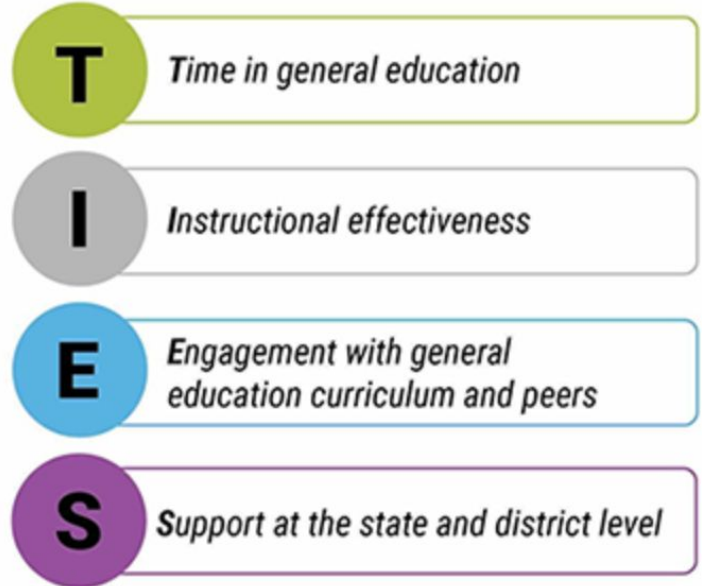 T
Time in general education
I
Instructional effectiveness
E
Engagement with general
education curriculum and peers
S
Support at the state and district level